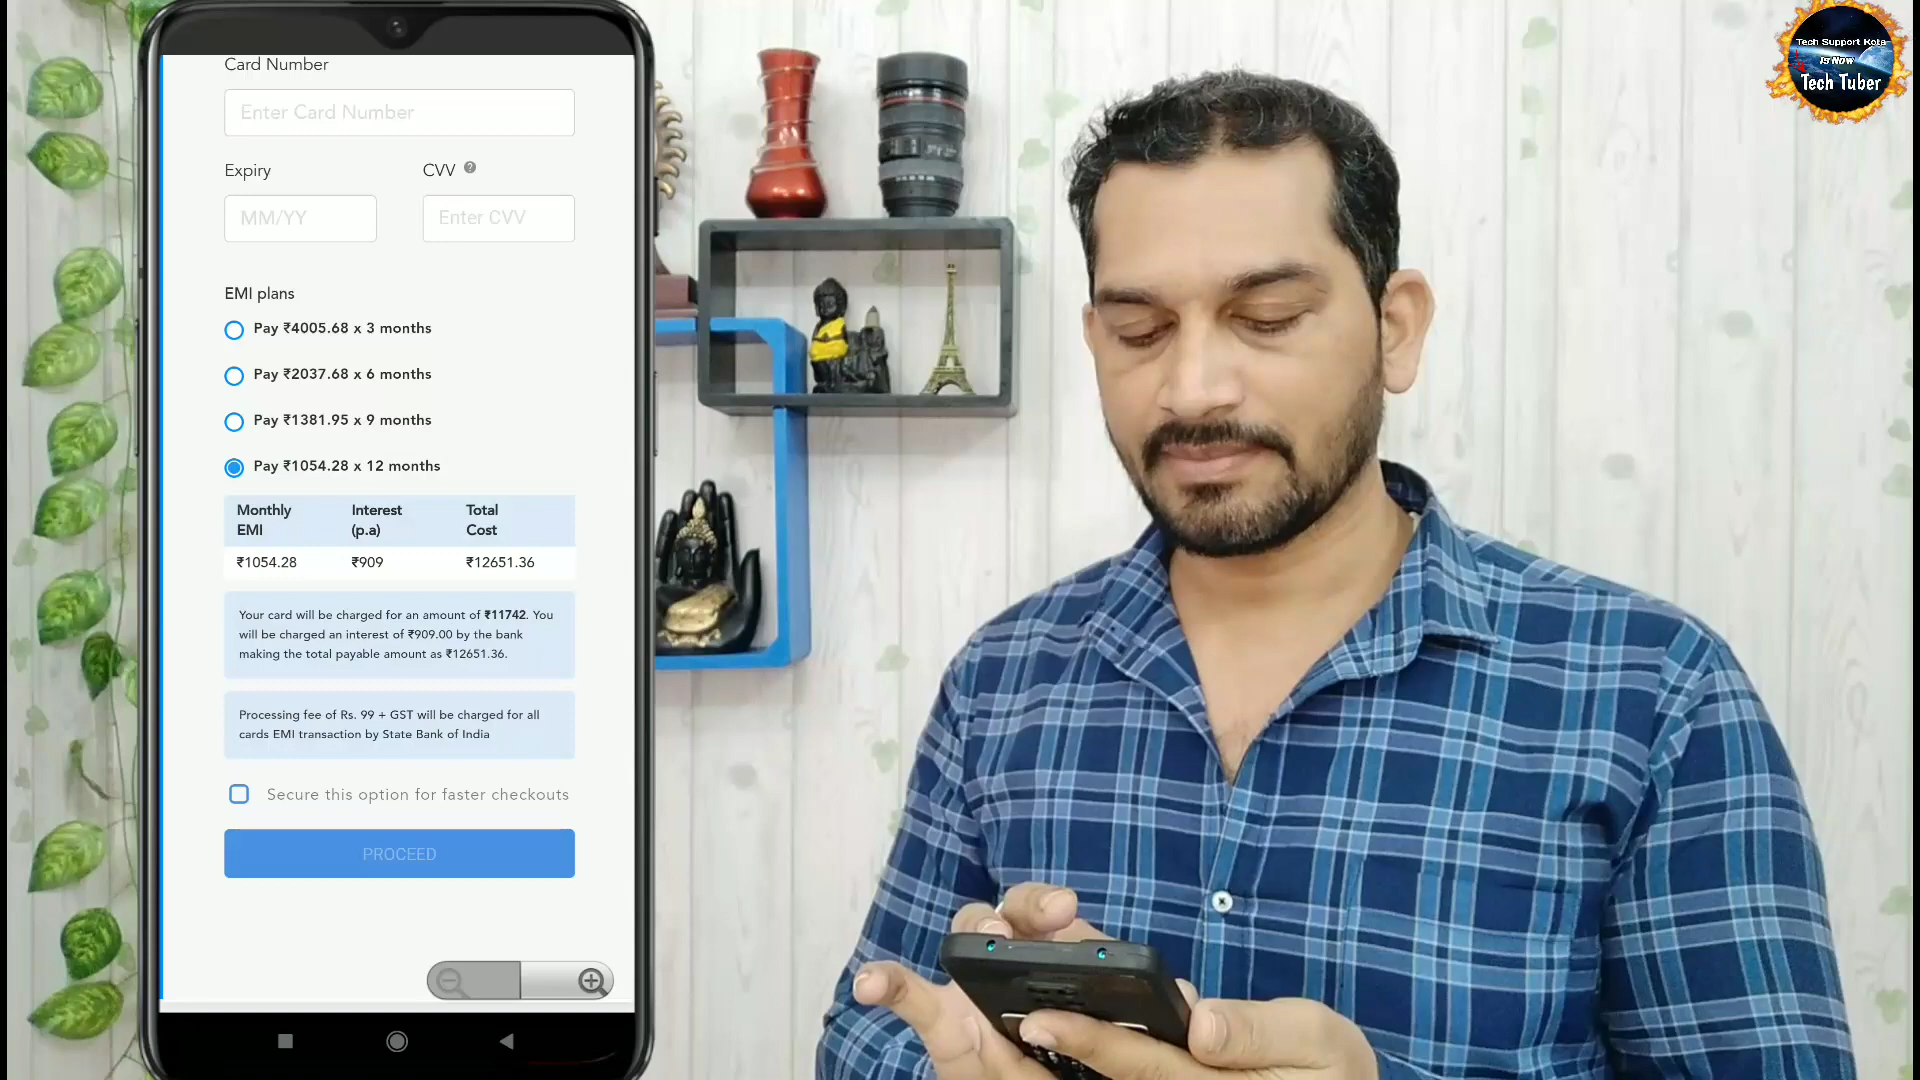 Card Number
Enter Card Number
Expiry
CVV
MM/YY
Enter CVV
EMI plans
Pay ₹4005.68 x 3 months
Pay ₹2037.68 x 6 months
Pay ₹1381.95 x 9 months
Pay ₹1054.28 x 12 months
Monthly EMI
Interest (p.a)
Total Cost
₹1054.28
₹909
₹12651.36
Your card will be charged for an amount of ₹11742. You
will be charged an interest of ₹909.00 by the bank
making the total payable amount as ₹12651.36.
Processing fee of Rs. 99 + GST will be charged for all
cards EMI transaction by State Bank of India
Secure this option for faster checkouts
PROCEED
Tech Support Kota
Is Now
Tech Tuber